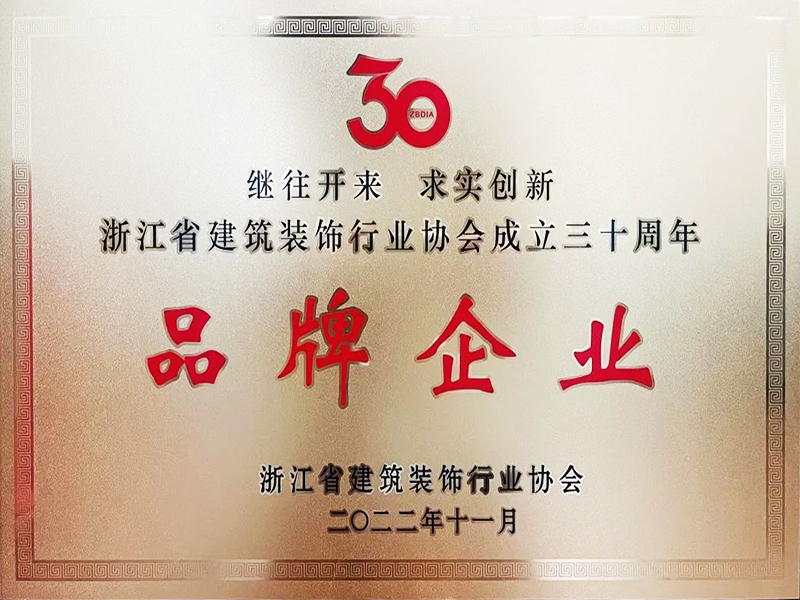 30
ZBDIA
继往开来 求实创新
浙江省建筑装饰行业协会成立三十周年
品牌企业
浙江省建筑装饰行业协会
二〇二二年十一月